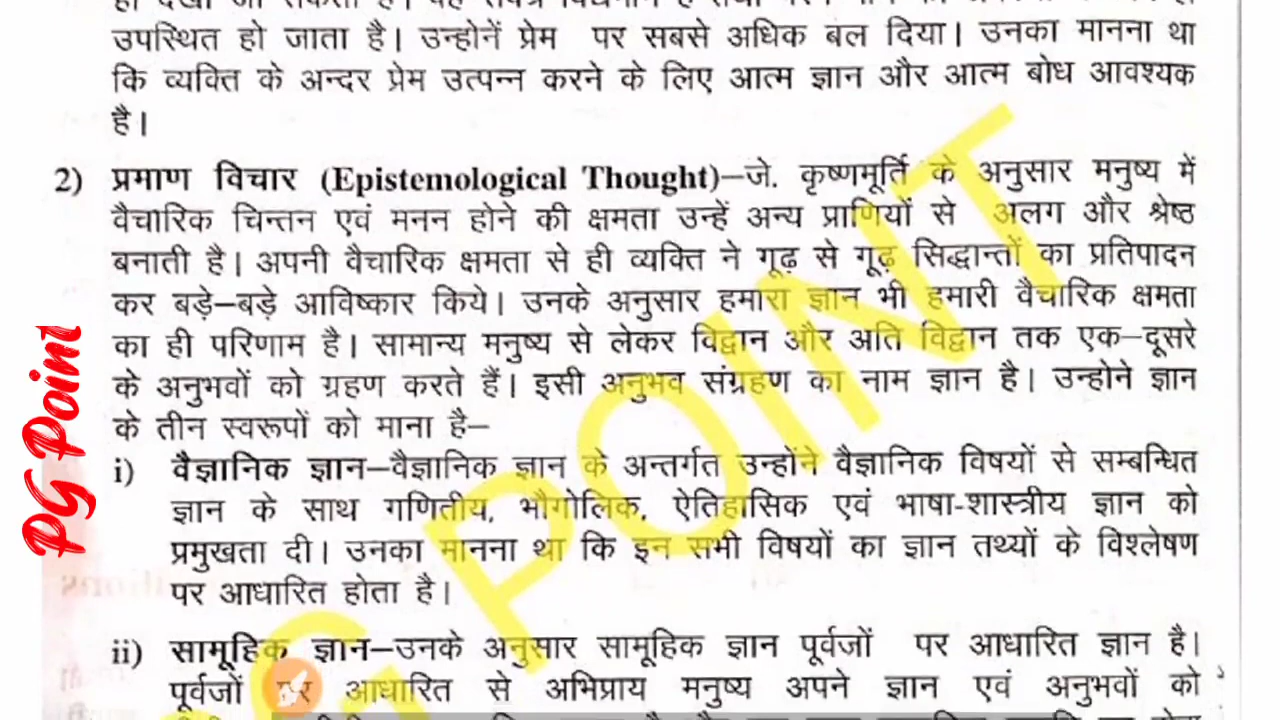 उपस्थित हो जाता है। उन्होनें प्रेम पर सबसे अधिक बल दिया। उनका मानना था
कि व्यक्ति के अन्दर प्रेम उत्पन्न करने के लिए आत्म ज्ञान और आत्म बोध आवश्यक
है।
2) प्रमाण विचार (Epistemological Thought)–जे. कृष्णमूर्ति के अनुसार मनुष्य में
वैचारिक चिन्तन एवं मनन होने की क्षमता उन्हें अन्य प्राणियों से अलग और श्रेष्ठ
बनाती है। अपनी वैचारिक क्षमता से ही व्यक्ति ने गूढ़ से गूढ़ सिद्धान्तों का प्रतिपादन
कर बड़े–बड़े आविष्कार किये। उनके अनुसार हमारा ज्ञान भी हमारी वैचारिक क्षमता
का ही परिणाम है। सामान्य मनुष्य से लेकर विद्वान और अति विद्वान तक एक–दूसरे
के अनुभवों को ग्रहण करते हैं। इसी अनुभव संग्रहण का नाम ज्ञान है। उन्होने ज्ञान
के तीन स्वरूपों को माना है–
i) वैज्ञानिक ज्ञान–वैज्ञानिक ज्ञान के अन्तर्गत उन्होंने वैज्ञानिक विषयों से सम्बन्धित
ज्ञान के साथ गणितीय, भौगोलिक, ऐतिहासिक एवं भाषा-शास्त्रीय ज्ञान को
प्रमुखता दी। उनका मानना था कि इन सभी विषयों का ज्ञान तथ्यों के विश्लेषण
पर आधारित होता है।
ii) सामूहिक ज्ञान–उनके अनुसार सामूहिक ज्ञान पूर्वजों पर आधारित ज्ञान है।
पूर्वजों पर आधारित से अभिप्राय मनुष्य अपने ज्ञान एवं अनुभवों को
PG Point
G POINT